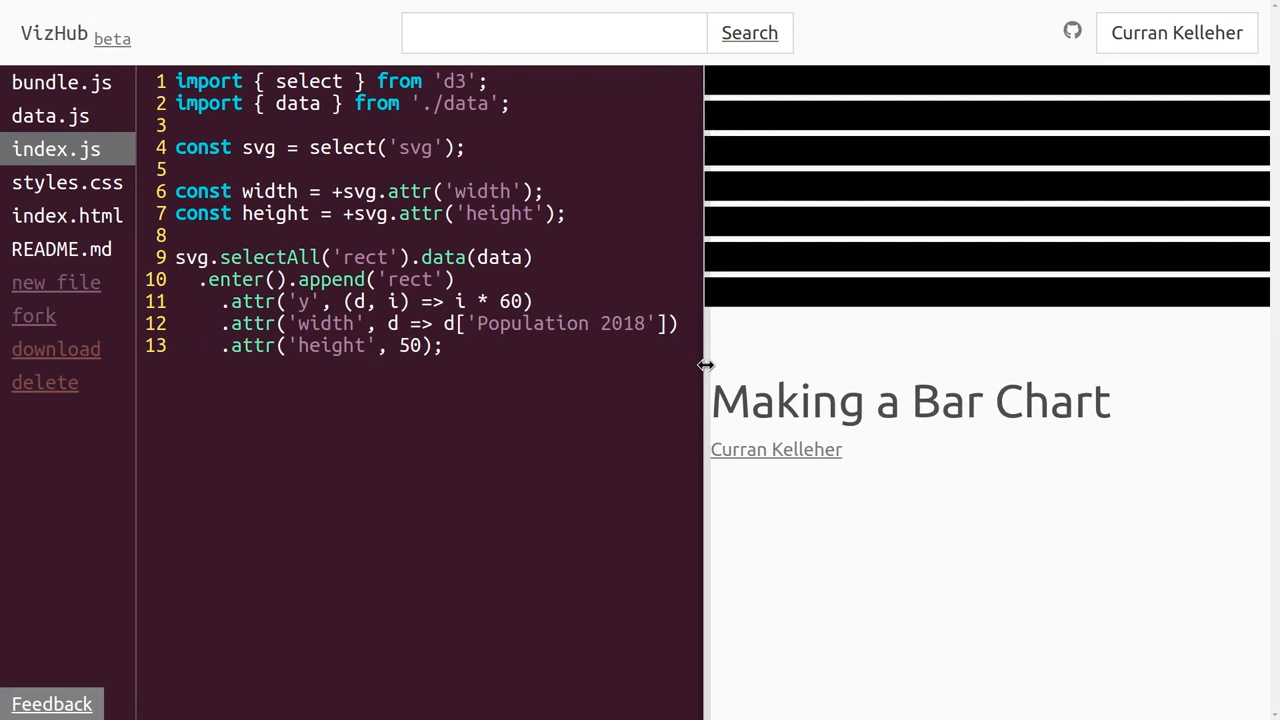 VizHub beta
Search
Curran Kelleher
bundle.js
data.js
index.js
styles.css
index.html
README.md
new file
fork
download
delete
Feedback
1 import { select } from 'd3';
2 import { data } from './data';
3
4 const svg = select('svg');
5
6 const width = +svg.attr('width');
7 const height = +svg.attr('height');
8
9 svg.selectAll('rect').data(data)
10   .enter().append('rect')
11     .attr('y', (d, i) => i * 60)
12     .attr('width', d => d['Population 2018'])
13     .attr('height', 50);
Making a Bar Chart
Curran Kelleher